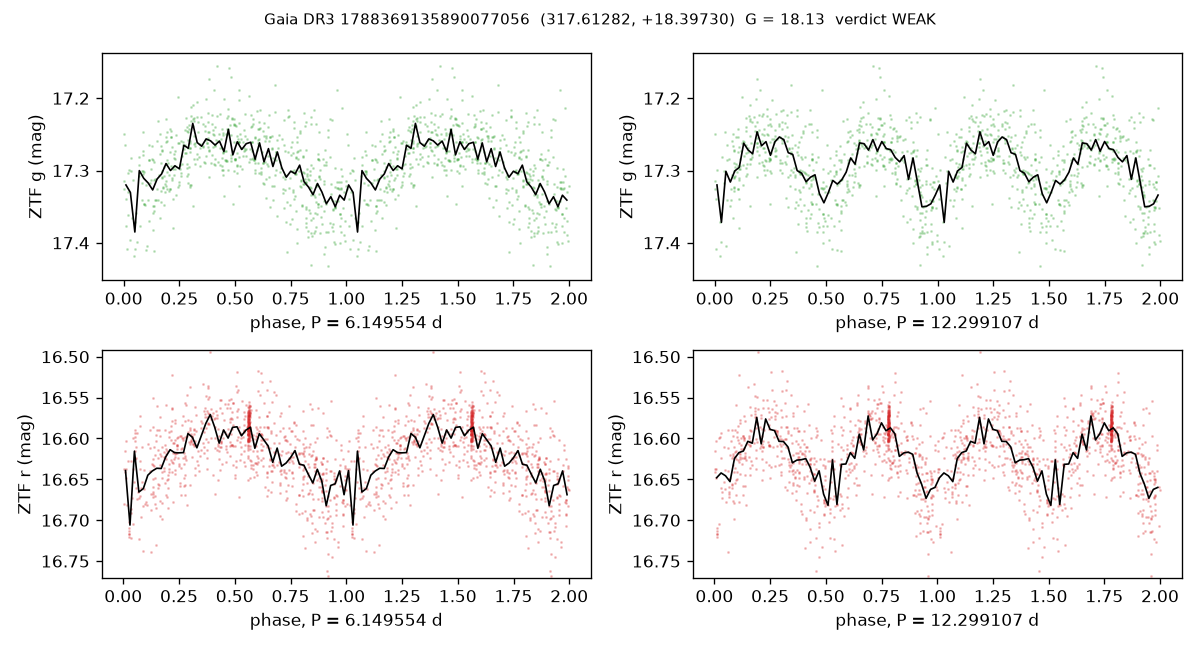 Gaia DR3 1788369135890077056  (317.61282, +18.39730)  G = 18.13  verdict WEAK
17.2
17.3
17.4
ZTF g (mag)
0.00 0.25 0.50 0.75 1.00 1.25 1.50 1.75 2.00
phase, P = 6.149554 d
17.2
17.3
17.4
ZTF g (mag)
0.00 0.25 0.50 0.75 1.00 1.25 1.50 1.75 2.00
phase, P = 12.299107 d
16.50
16.55
16.60
16.65
16.70
16.75
ZTF r (mag)
0.00 0.25 0.50 0.75 1.00 1.25 1.50 1.75 2.00
phase, P = 6.149554 d
16.50
16.55
16.60
16.65
16.70
16.75
ZTF r (mag)
0.00 0.25 0.50 0.75 1.00 1.25 1.50 1.75 2.00
phase, P = 12.299107 d